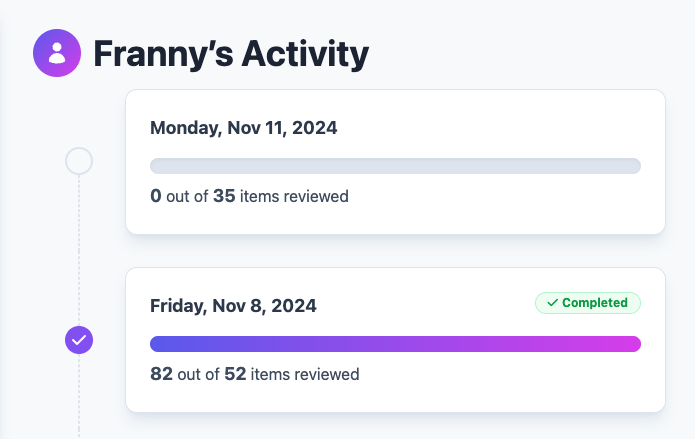 Franny’s Activity
Monday, Nov 11, 2024
0 out of 35 items reviewed
Friday, Nov 8, 2024
Completed
82 out of 52 items reviewed